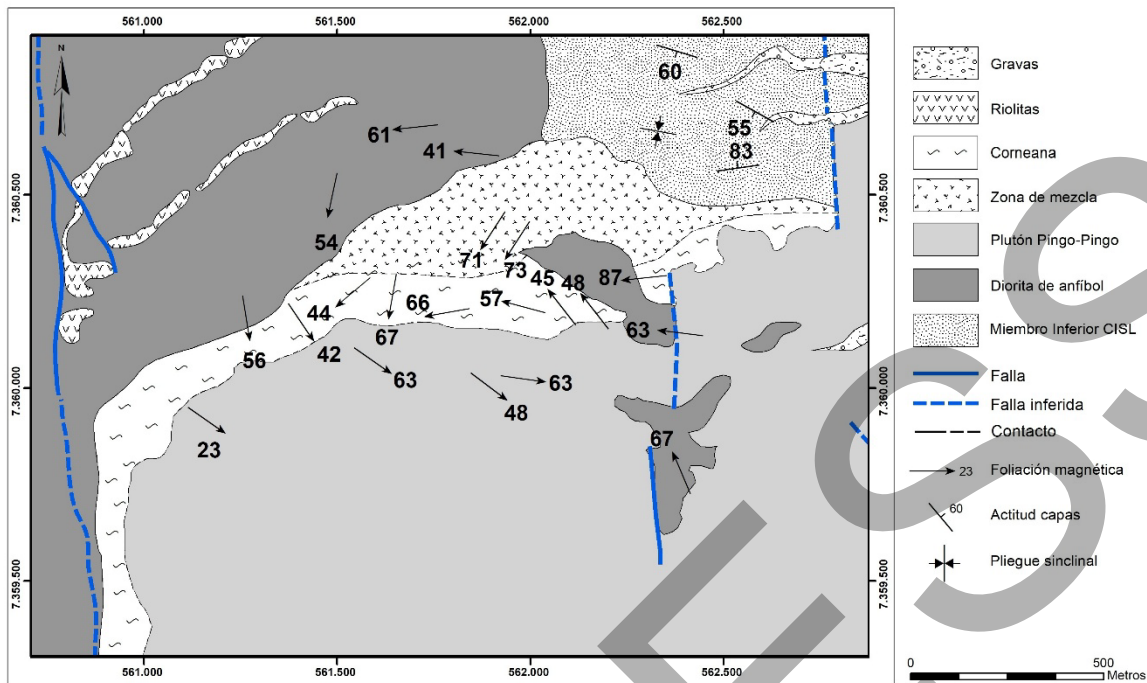 561.000 561.500 562.000 562.500
N
60
61
55
41
83
7.360.500 7.360.500
54
71
73
45
48
87
44
66
57
67
63
56
42
63
63
7.360.000 7.360.000
48
23
67
7.359.500 7.359.500
561.000 561.500 562.000 562.500
Gravas
Riolitas
Corneana
Zona de mezcla
Plutón Pingo-Pingo
Diorita de anfíbol
Miembro Inferior CISL
Falla
Falla inferida
Contacto
23 Foliación magnética
60 Actitud capas
Pliegue sinclinal
0 500
Metros